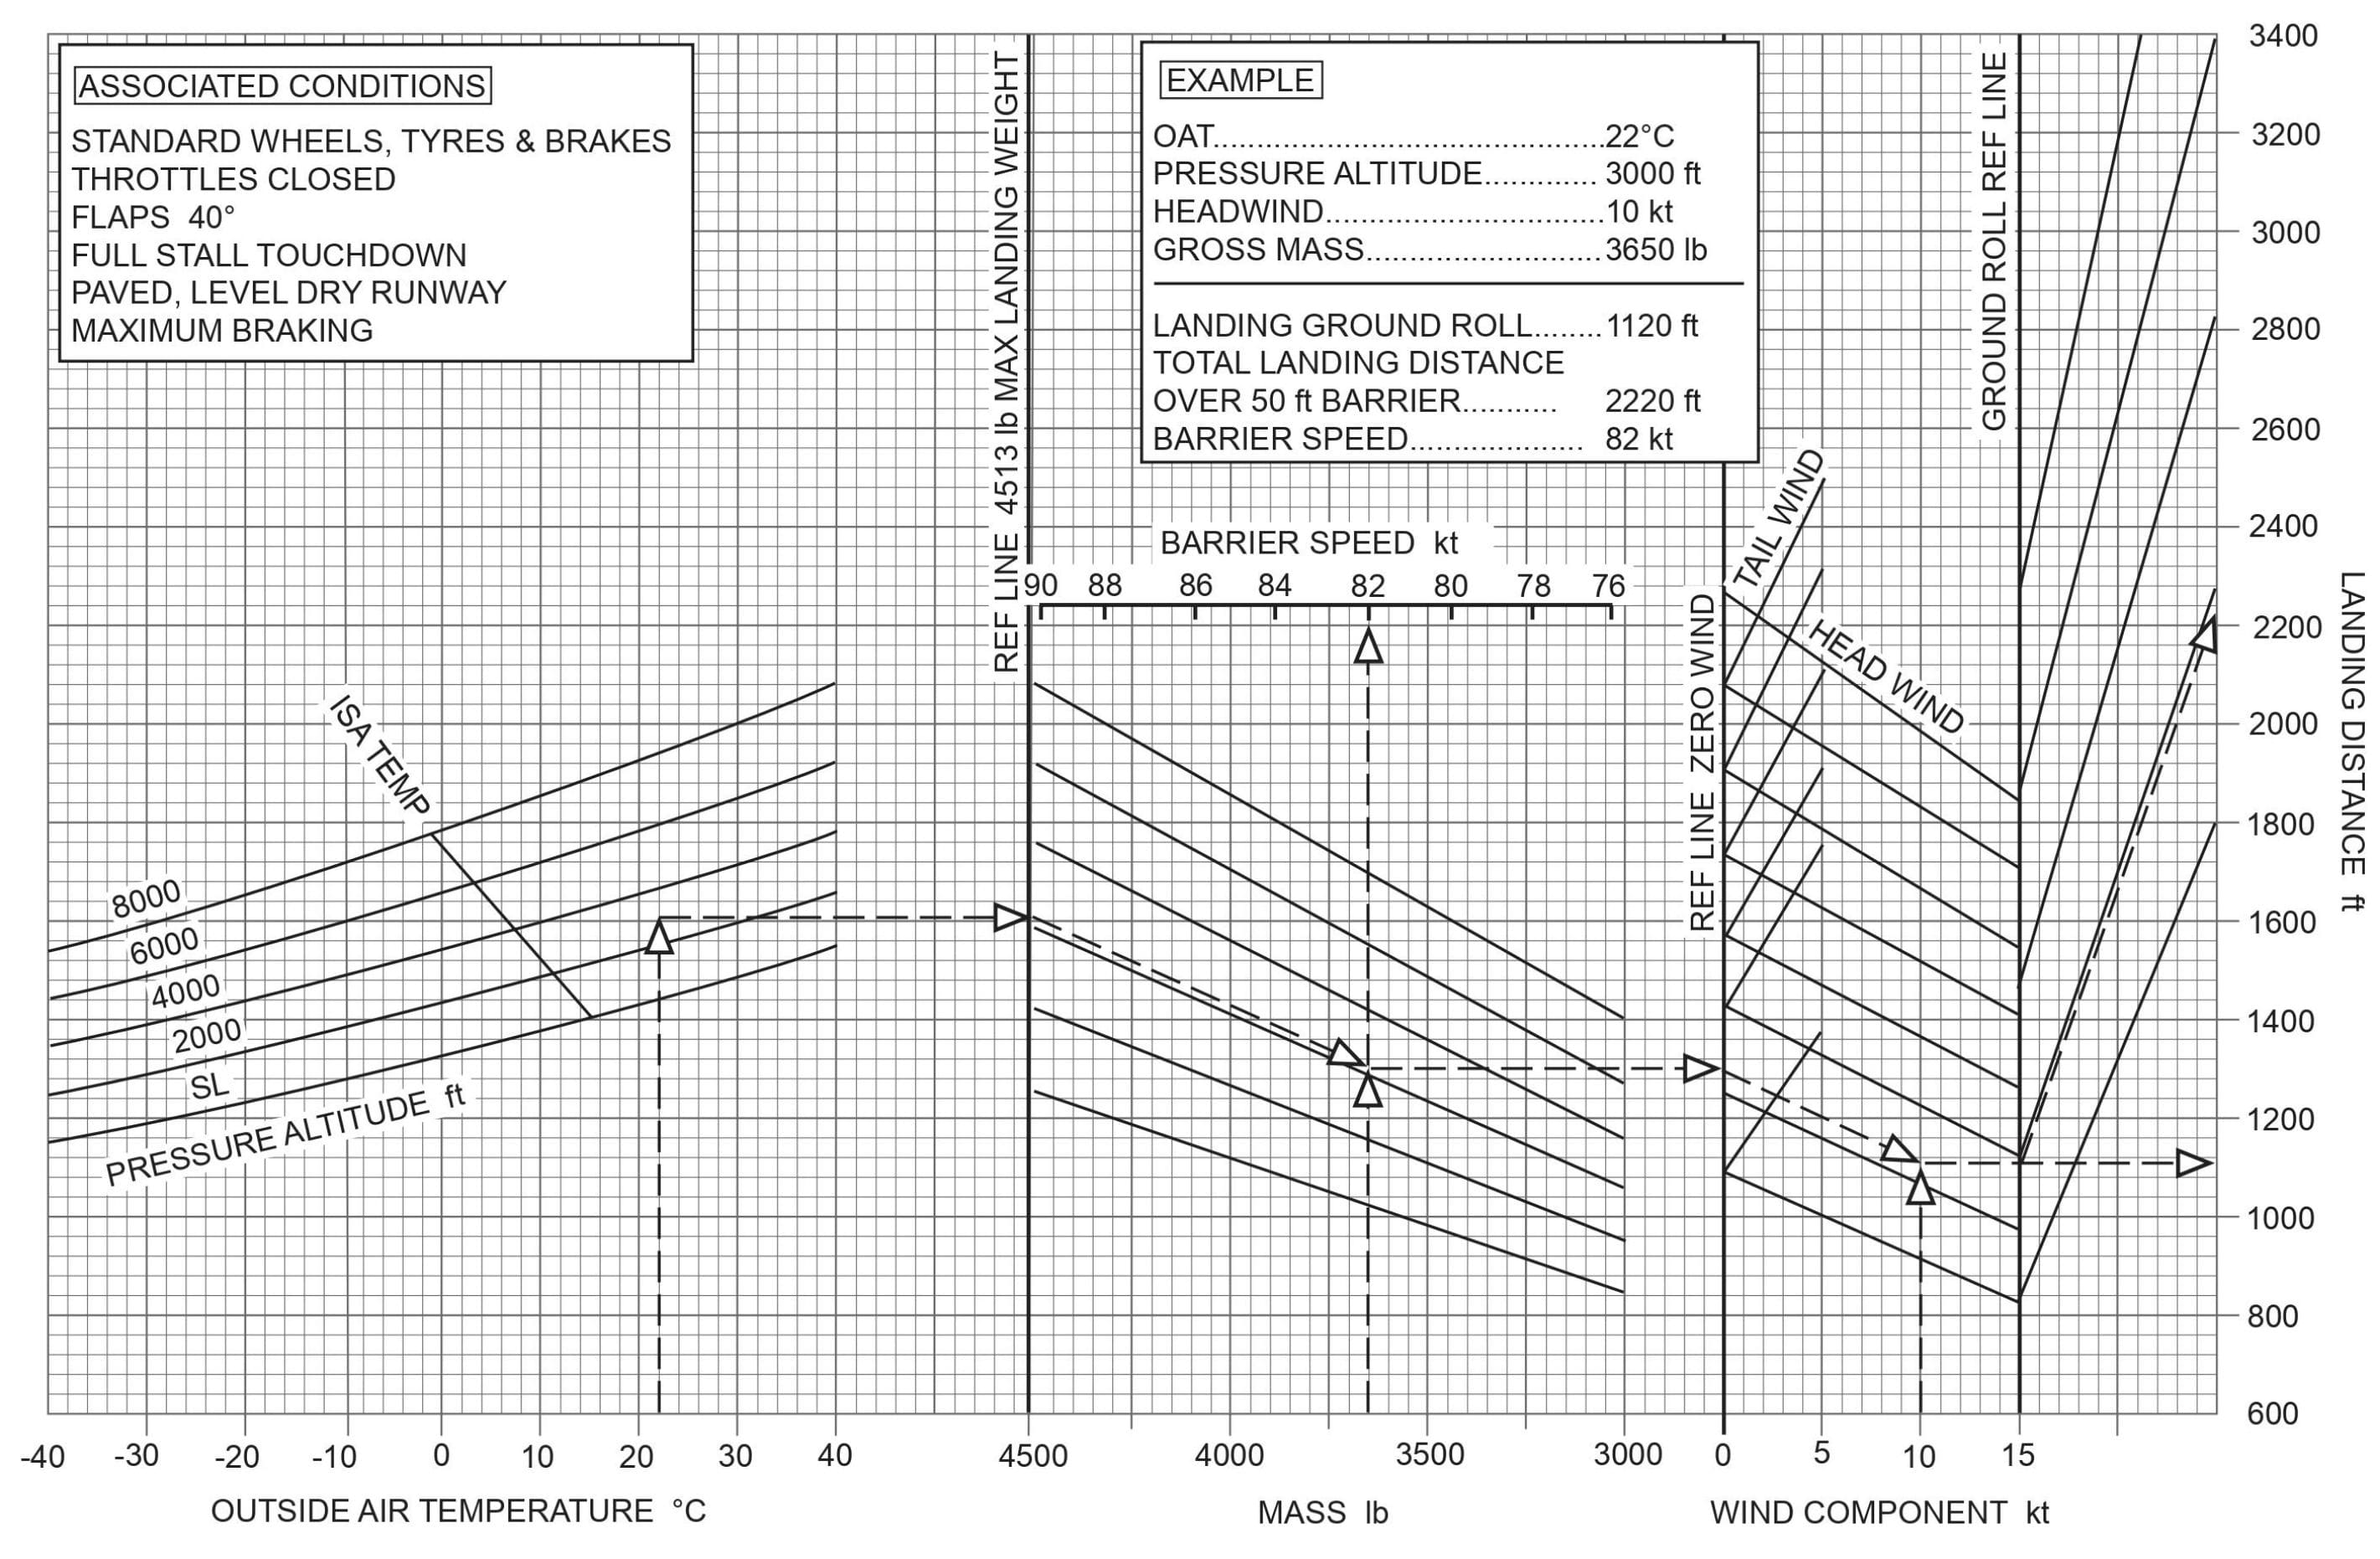 ASSOCIATED CONDITIONS
STANDARD WHEELS, TYRES & BRAKES
THROTTLES CLOSED
FLAPS 40°
FULL STALL TOUCHDOWN
PAVED, LEVEL DRY RUNWAY
MAXIMUM BRAKING
REF LINE 4513 lb MAX LANDING WEIGHT
EXAMPLE
OAT.............................................22°C
PRESSURE ALTITUDE............. 3000 ft
HEADWIND................................10 kt
GROSS MASS...........................3650 lb
LANDING GROUND ROLL........1120 ft
TOTAL LANDING DISTANCE
OVER 50 ft BARRIER........... 2220 ft
BARRIER SPEED.................... 82 kt
GROUND ROLL REF LINE
BARRIER SPEED kt
90 88 86 84 82 80 78 76
REF LINE ZERO WIND
TAIL WIND
HEAD WIND
ISA TEMP
8000
6000
4000
2000
SL
PRESSURE ALTITUDE ft
3400
3200
3000
2800
2600
2400
2200
2000
1800
1600
1400
1200
1000
800
600
LANDING DISTANCE ft
-40 -30 -20 -10 0 10 20 30 40 4500 4000 3500 3000 0 5 10 15
OUTSIDE AIR TEMPERATURE °C
MASS lb
WIND COMPONENT kt